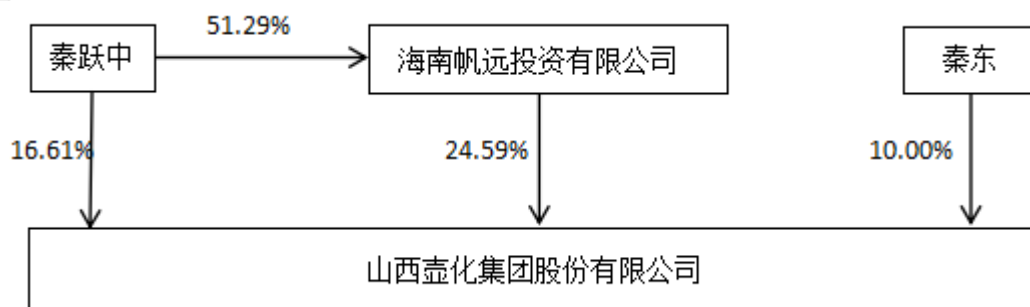 51.29%
秦跃中
海南帆远投资有限公司
秦东
16.61%
24.59%
10.00%
山西壶化集团股份有限公司